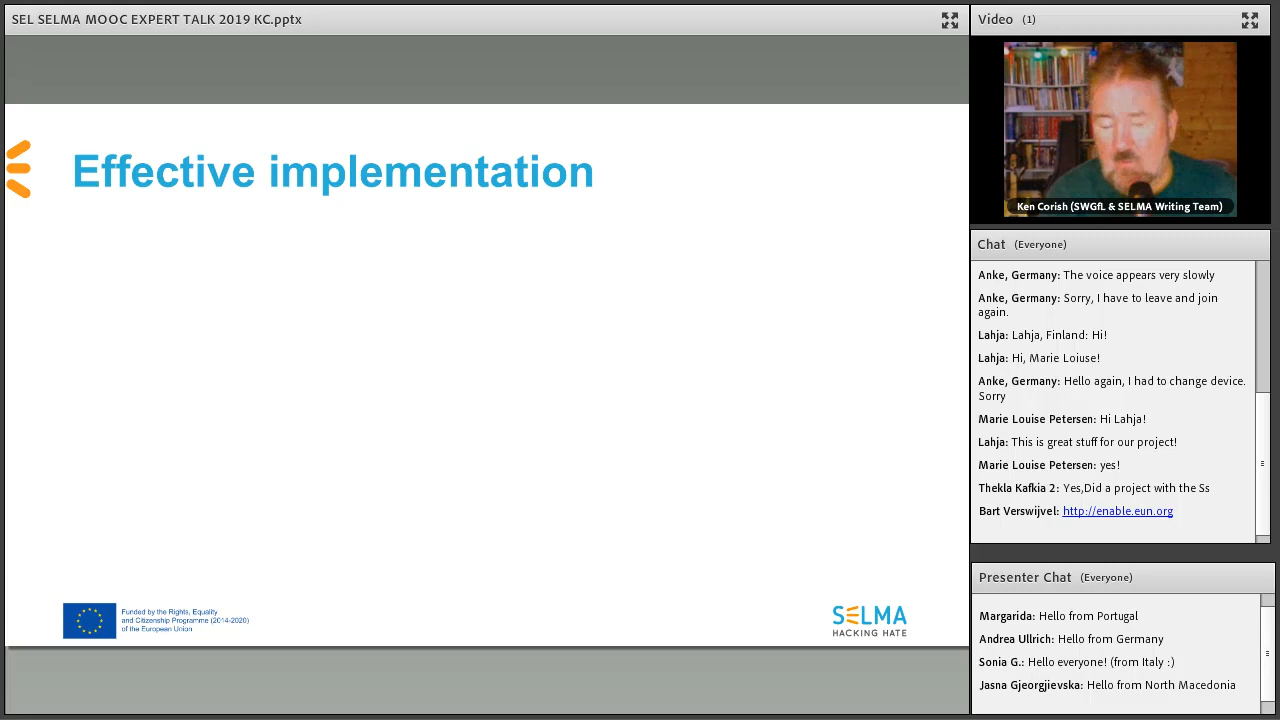 SEL SELMA MOOC EXPERT TALK 2019 KC.pptx
Effective implementation
Funded by the Rights, Equality
and Citizenship Programme (2014-2020)
of the European Union
SELMA
HACKING HATE
Video (1)
Ken Corish (SWGfL & SELMA Writing Team)
Chat (Everyone)
Anke, Germany: The voice appears very slowly
Anke, Germany: Sorry, I have to leave and join
again.
Lahja: Lahja, Finland: Hi!
Lahja: Hi, Marie Loiuse!
Anke, Germany: Hello again, I had to change device.
Sorry
Marie Louise Petersen: Hi Lahja!
Lahja: This is great stuff for our project!
Marie Louise Petersen: yes!
Thekla Kafkia 2: Yes,Did a project with the Ss
Bart Verswijvel: http://enable.eun.org
Presenter Chat (Everyone)
Margarida: Hello from Portugal
Andrea Ullrich: Hello from Germany
Sonia G.: Hello everyone! (from Italy :)
Jasna Gjeorgjievska: Hello from North Macedonia